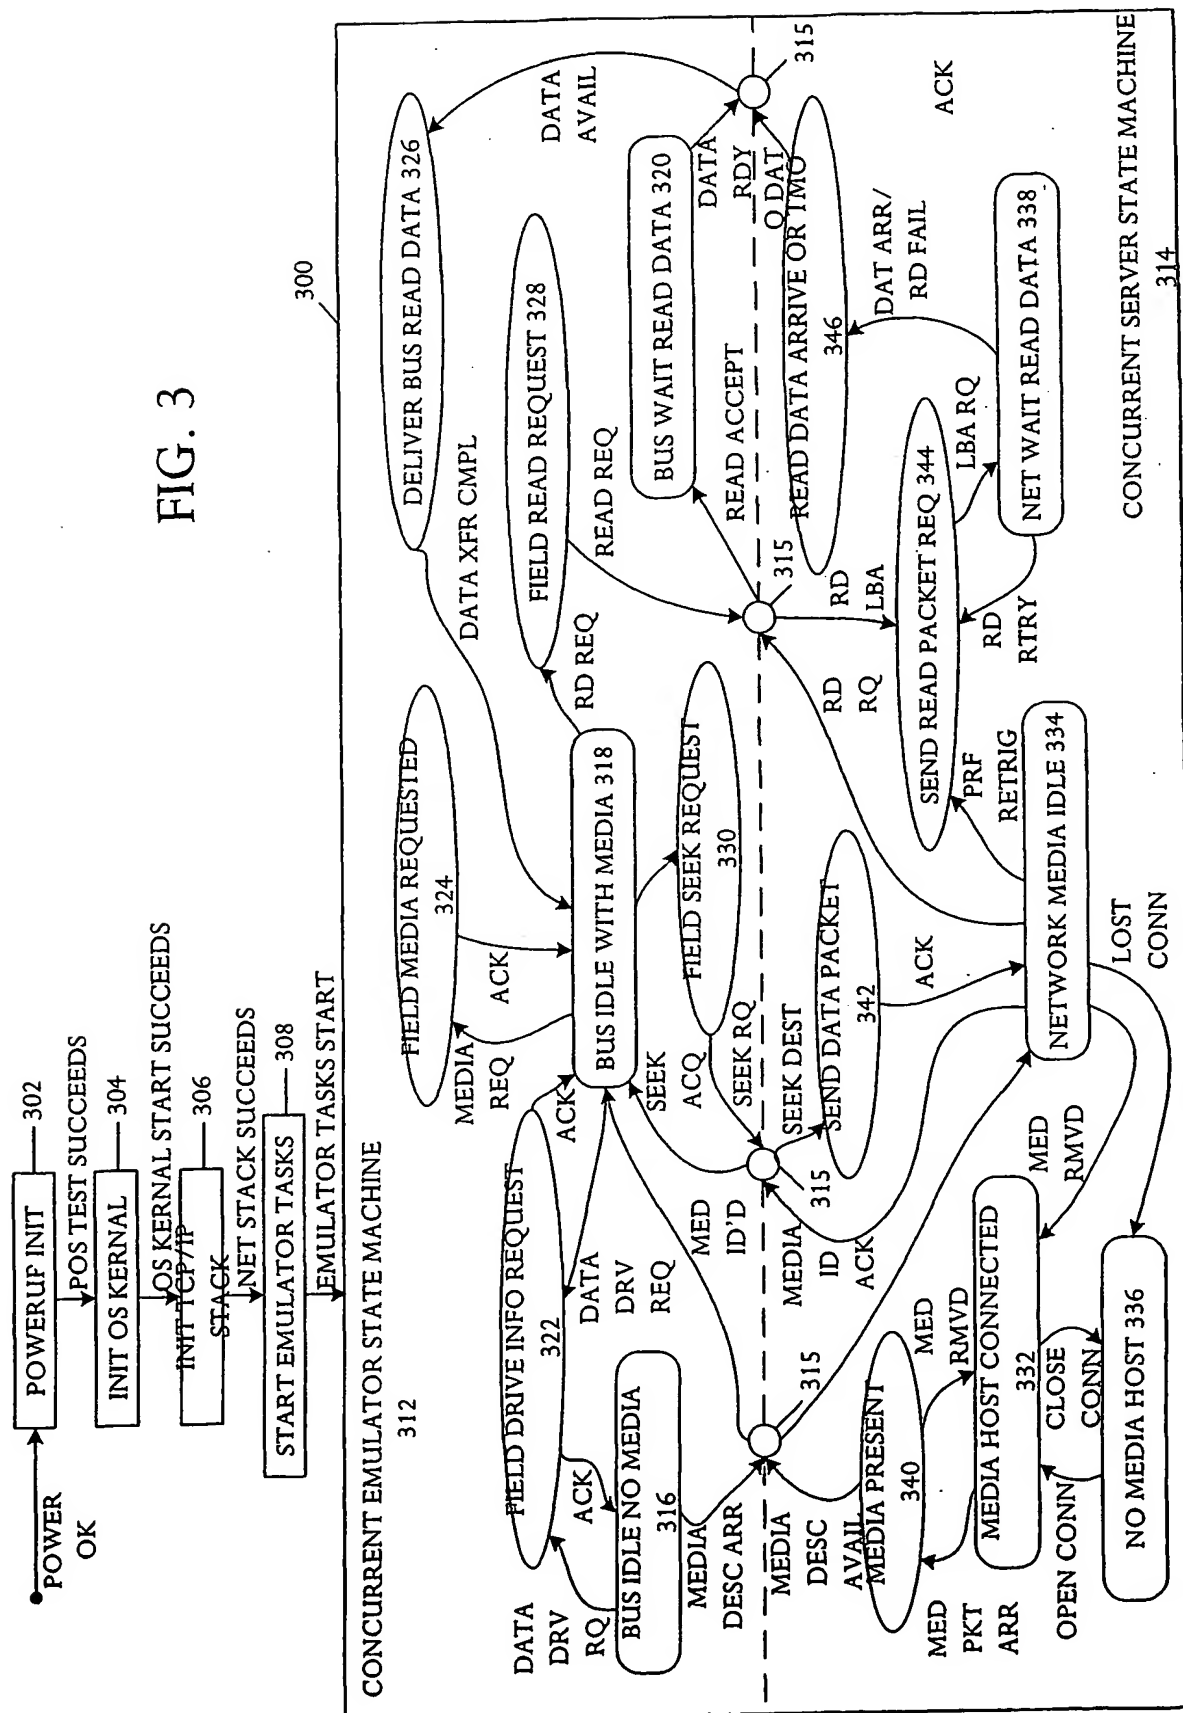 FIG. 3
POWER
OK
POWERUP INIT
302
POS TEST SUCCEEDS
INIT OS KERNAL
304
OS KERNAL START SUCCEEDS
INIT TCP/IP
STACK
306
NET STACK SUCCEEDS
START EMULATOR TASKS
308
EMULATOR TASKS START
300
CONCURRENT EMULATOR STATE MACHINE
312
FIELD MEDIA REQUESTED
324
DELIVER BUS READ DATA 326
DATA
AVAIL
MEDIA
REQ
ACK
DATA XFR CMPL
FIELD DRIVE INFO REQUEST
322
ACK
FIELD READ REQUEST 328
RD REQ
READ REQ
DATA
DRV
RQ
ACK
DATA
DRV
REQ
BUS IDLE WITH MEDIA 318
BUS IDLE NO MEDIA
316
SEEK
ACQ
FIELD SEEK REQUEST
330
BUS WAIT READ DATA 320
MEDIA
DESC ARR
MED
ID'D
SEEK RQ
READ ACCEPT
DATA
RDY
Q DAT
315
315
315
315
MEDIA
DESC
AVAIL
MEDIA
ID
ACK
SEEK DEST
SEND DATA PACKET
342
RD
RQ
RD
LBA
READ DATA ARRIVE OR TMO
346
MEDIA PRESENT
340
MED
RMVD
ACK
SEND READ PACKET REQ 344
DAT ARR/
RD FAIL
ACK
MED
PKT
ARR
MEDIA HOST CONNECTED
332
MED
RMVD
PRF
RETRIG
RD
RTRY
LBA RQ
NETWORK MEDIA IDLE 334
NET WAIT READ DATA 338
OPEN CONN
CLOSE
CONN
LOST
CONN
NO MEDIA HOST 336
CONCURRENT SERVER STATE MACHINE
314